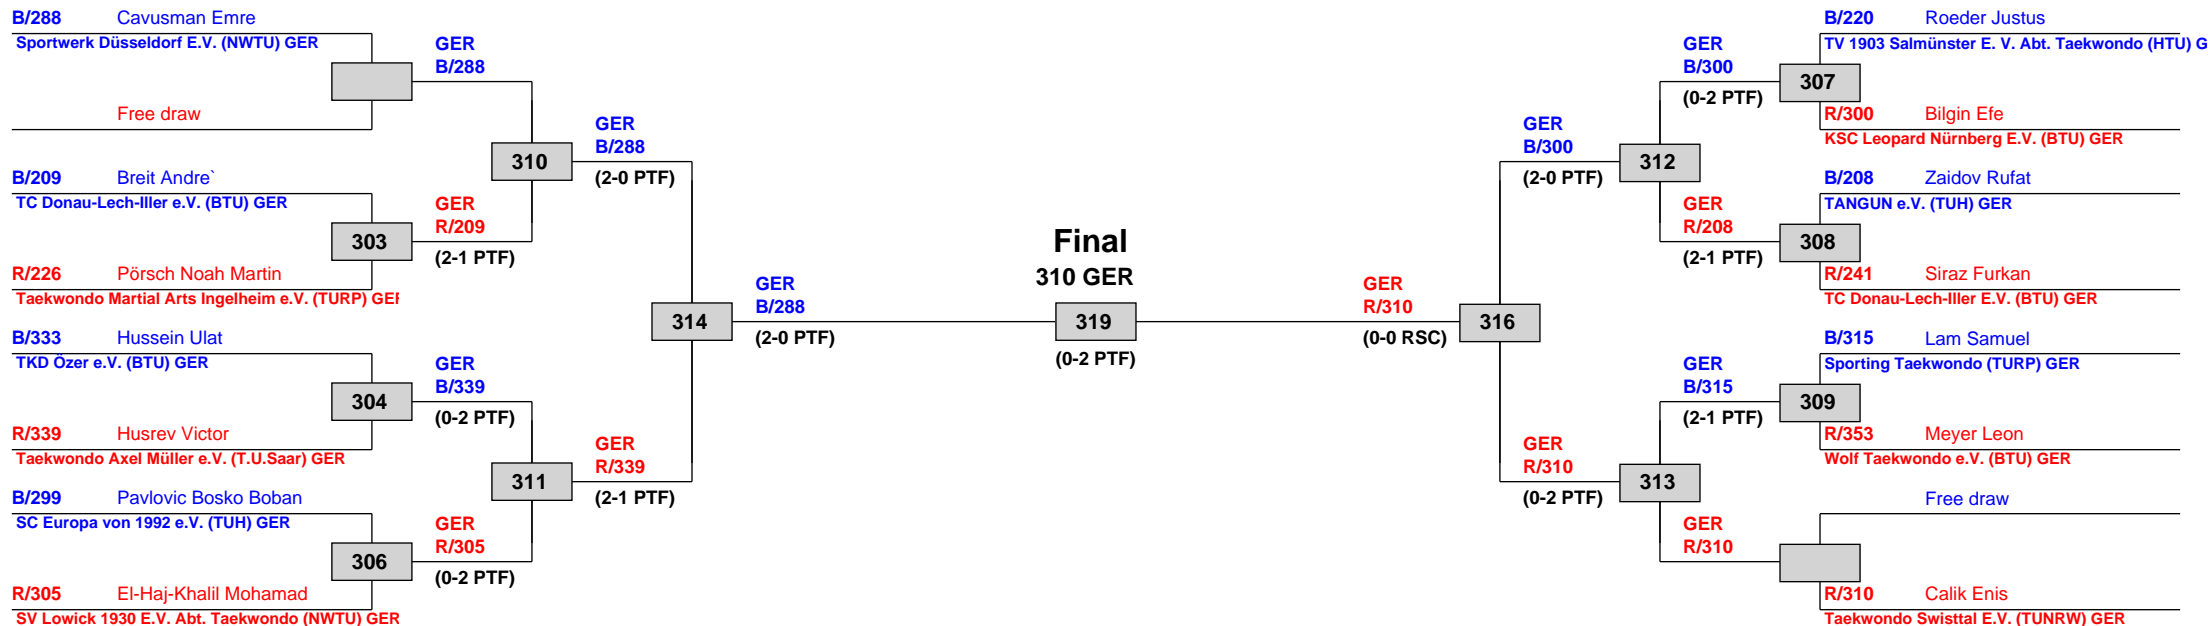 B/288 Cavusman Emre
Sportwerk Düsseldorf E.V. (NWTU) GER
Free draw
B/209 Breit Andre`
TC Donau-Lech-Iller e.V. (BTU) GER
303
R/226 Pörsch Noah Martin
Taekwondo Martial Arts Ingelheim e.V. (TURP) GER
B/333 Hussein Ulat
TKD Özer e.V. (BTU) GER
304
R/339 Husrev Victor
Taekwondo Axel Müller e.V. (T.U.Saar) GER
B/299 Pavlovic Bosko Boban
SC Europa von 1992 e.V. (TUH) GER
306
R/305 El-Haj-Khalil Mohamad
SV Lowick 1930 E.V. Abt. Taekwondo (NWTU) GER
GER
B/288
310
GER
R/209
(2-1 PTF)
GER
B/339
(0-2 PTF)
311
GER
R/305
(0-2 PTF)
GER
B/288
(2-0 PTF)
314
GER
R/339
(2-1 PTF)
GER
B/288
(2-0 PTF)
Final
310 GER
319
(0-2 PTF)
GER
R/310
(0-0 RSC)
316
GER
B/300
(2-0 PTF)
GER
R/310
(0-2 PTF)
GER
B/300
(0-2 PTF)
312
GER
R/208
(2-1 PTF)
GER
B/315
(2-1 PTF)
313
GER
R/310
B/220 Roeder Justus
TV 1903 Salmünster E. V. Abt. Taekwondo (HTU) G
307
R/300 Bilgin Efe
KSC Leopard Nürnberg E.V. (BTU) GER
B/208 Zaidov Rufat
TANGUN e.V. (TUH) GER
308
R/241 Siraz Furkan
TC Donau-Lech-Iller E.V. (BTU) GER
B/315 Lam Samuel
Sporting Taekwondo (TURP) GER
309
R/353 Meyer Leon
Wolf Taekwondo e.V. (BTU) GER
Free draw
R/310 Calik Enis
Taekwondo Swisttal E.V. (TUNRW) GER